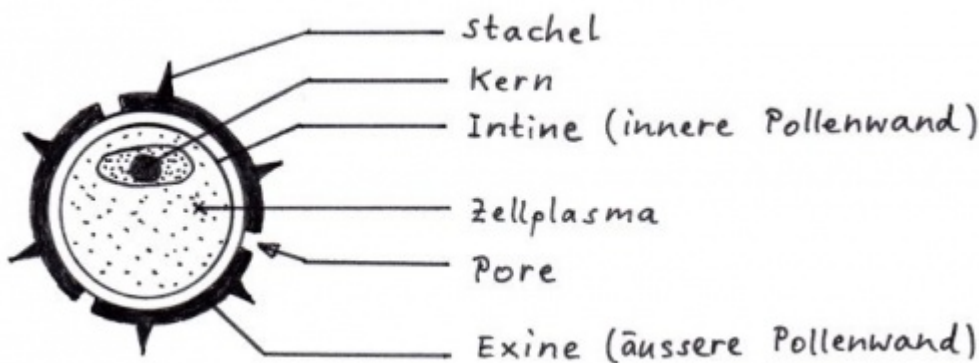 Stachel
Kern
Intine (innere Pollenwand)
Zellplasma
Pore
Exine (äussere Pollenwand)